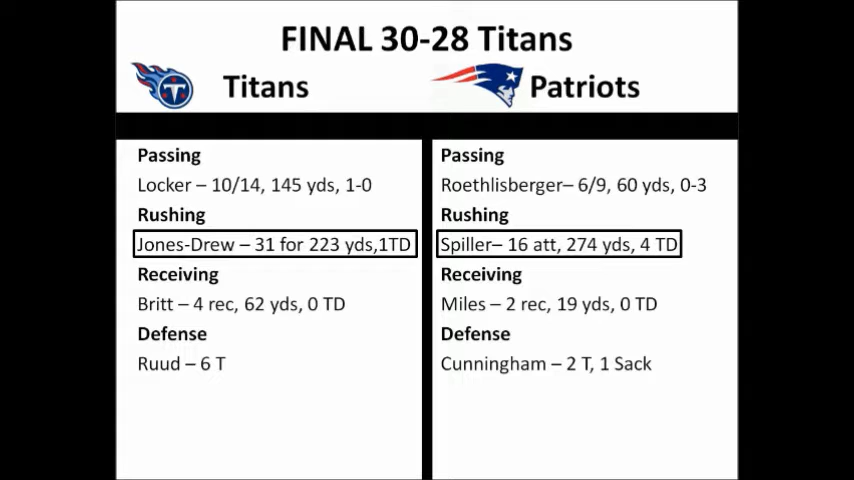 FINAL 30-28 Titans
Titans
Patriots
Passing
Locker – 10/14, 145 yds, 1-0
Rushing
Jones-Drew – 31 for 223 yds,1TD
Receiving
Britt – 4 rec, 62 yds, 0 TD
Defense
Ruud – 6 T
Passing
Roethlisberger– 6/9, 60 yds, 0-3
Rushing
Spiller– 16 att, 274 yds, 4 TD
Receiving
Miles – 2 rec, 19 yds, 0 TD
Defense
Cunningham – 2 T, 1 Sack